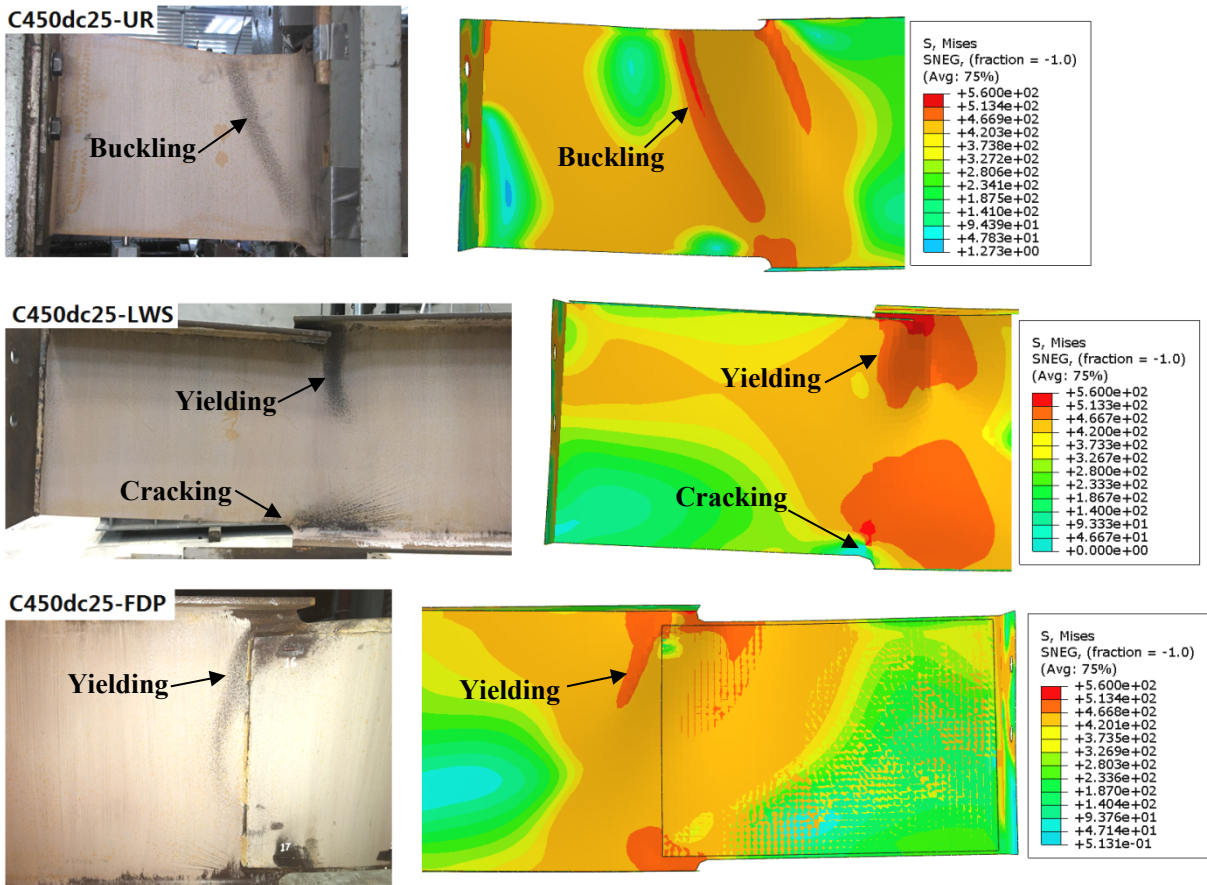 C450dc25-UR
Buckling
Buckling
S, Mises
SNEG, (fraction = -1.0)
(Avg: 75%)
+5.600e+02
+5.134e+02
+4.669e+02
+4.203e+02
+3.738e+02
+3.272e+02
+2.806e+02
+2.341e+02
+1.875e+02
+1.410e+02
+9.439e+01
+4.783e+01
+1.273e+00
C450dc25-LWS
Yielding
Cracking
Yielding
Cracking
S, Mises
SNEG, (fraction = -1.0)
(Avg: 75%)
+5.600e+02
+5.133e+02
+4.667e+02
+4.200e+02
+3.733e+02
+3.267e+02
+2.800e+02
+2.333e+02
+1.867e+02
+1.400e+02
+9.333e+01
+4.667e+01
+0.000e+00
C450dc25-FDP
Yielding
16
17
Yielding
S, Mises
SNEG, (fraction = -1.0)
(Avg: 75%)
+5.600e+02
+5.134e+02
+4.668e+02
+4.201e+02
+3.735e+02
+3.269e+02
+2.803e+02
+2.336e+02
+1.870e+02
+1.404e+02
+9.376e+01
+4.714e+01
+5.131e-01